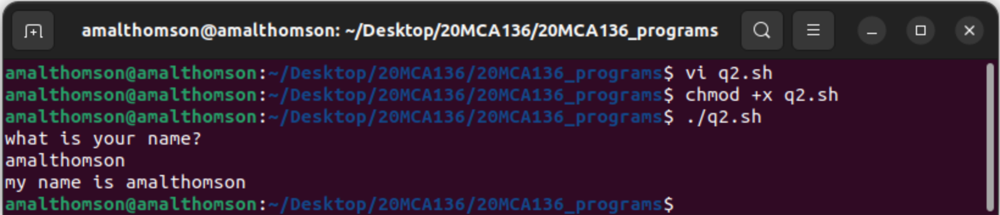 amalthomson@amalthomson: ~/Desktop/20MCA136/20MCA136_programs
amalthomson@amalthomson:~/Desktop/20MCA136/20MCA136_programs$ vi q2.sh
amalthomson@amalthomson:~/Desktop/20MCA136/20MCA136_programs$ chmod +x q2.sh
amalthomson@amalthomson:~/Desktop/20MCA136/20MCA136_programs$ ./q2.sh
what is your name?
amalthomson
my name is amalthomson
amalthomson@amalthomson:~/Desktop/20MCA136/20MCA136_programs$